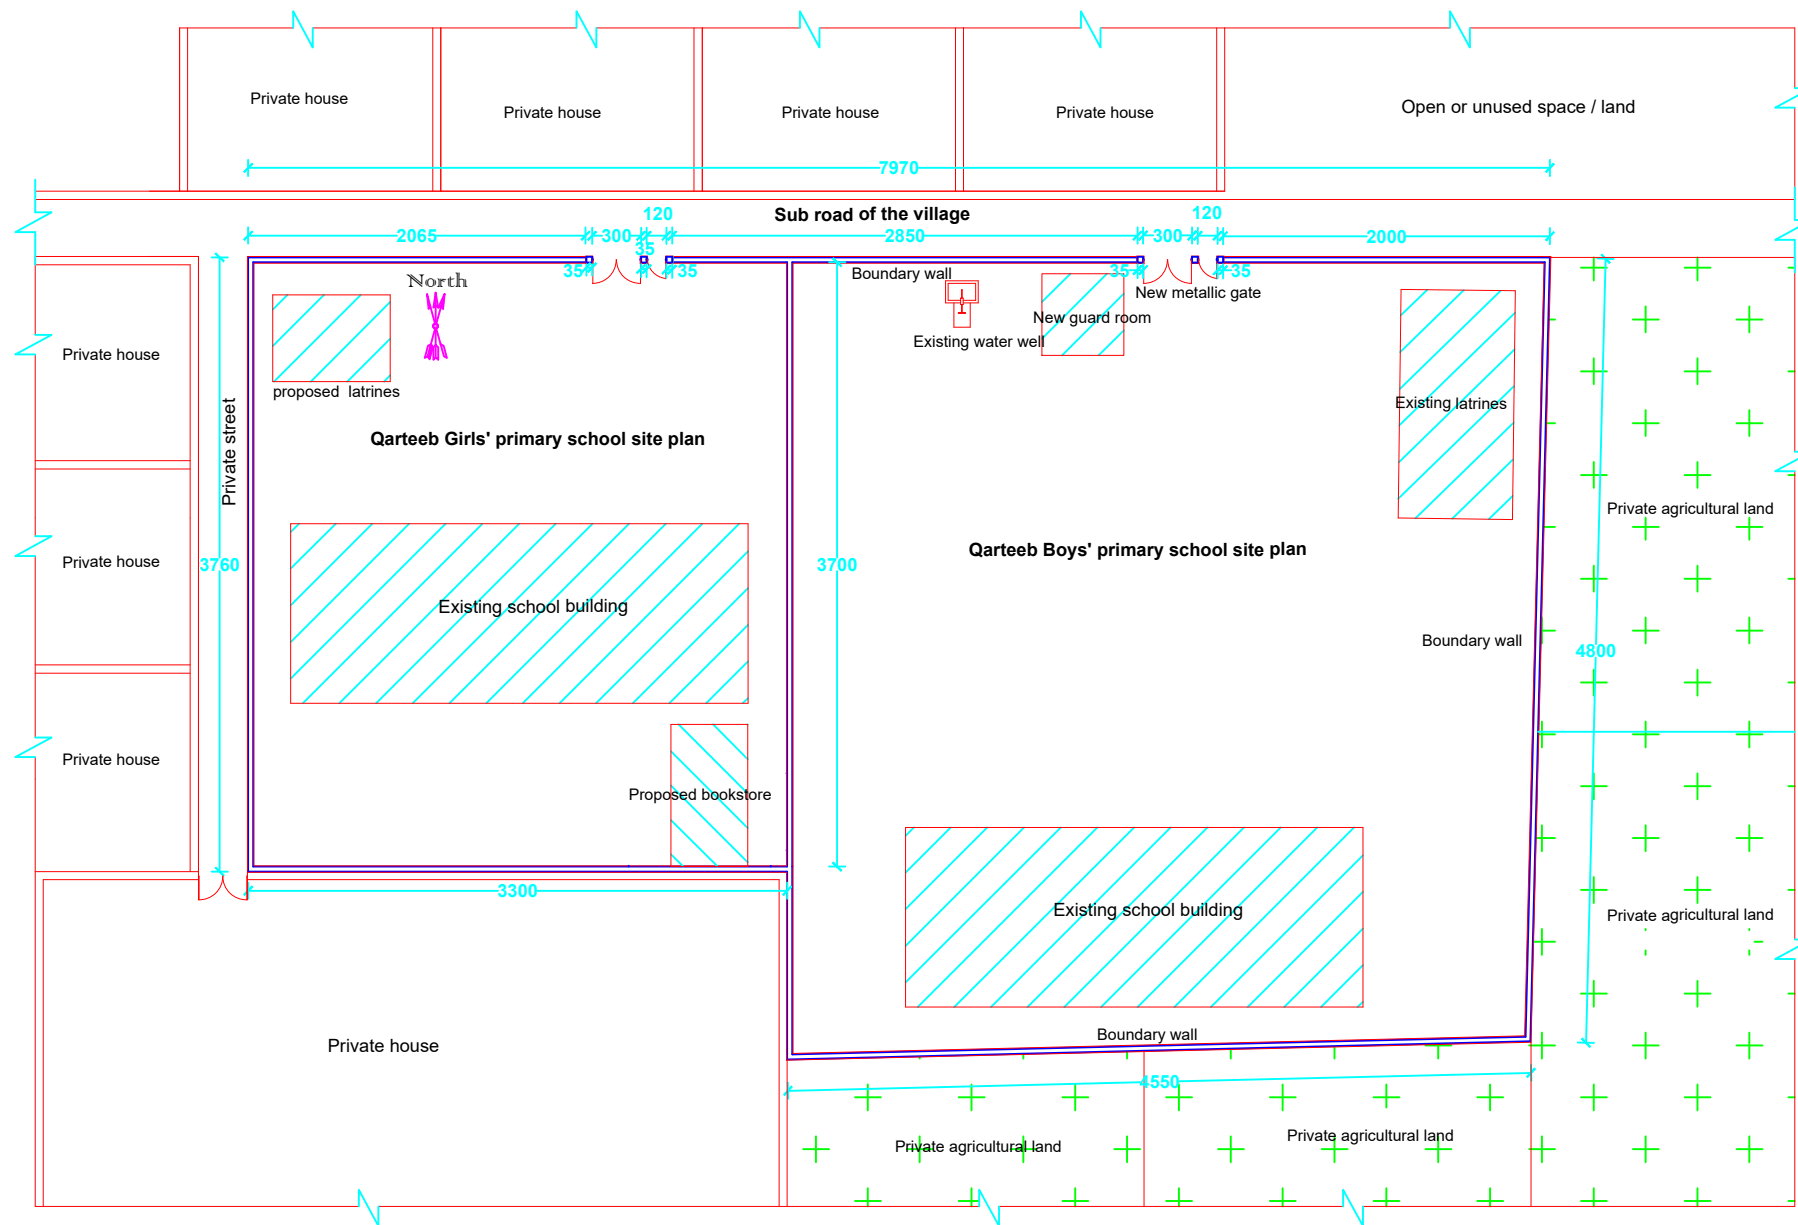 Private house
Private house
Private house
Private house
Open or unused space / land
7970
Sub road of the village
120
120
2065
300
35
2850
300
2000
35
35
35
35
North
Boundary wall
New metallic gate
New guard room
Existing water well
Private house
proposed latrines
Existing latrines
Private street
Qarteeb Girls' primary school site plan
Private agricultural land
Qarteeb Boys' primary school site plan
Private house
3760
3700
Existing school building
Boundary wall
4800
Private house
Proposed bookstore
3300
Existing school building
Private agricultural land
Boundary wall
Private house
4550
Private agricultural land
Private agricultural land